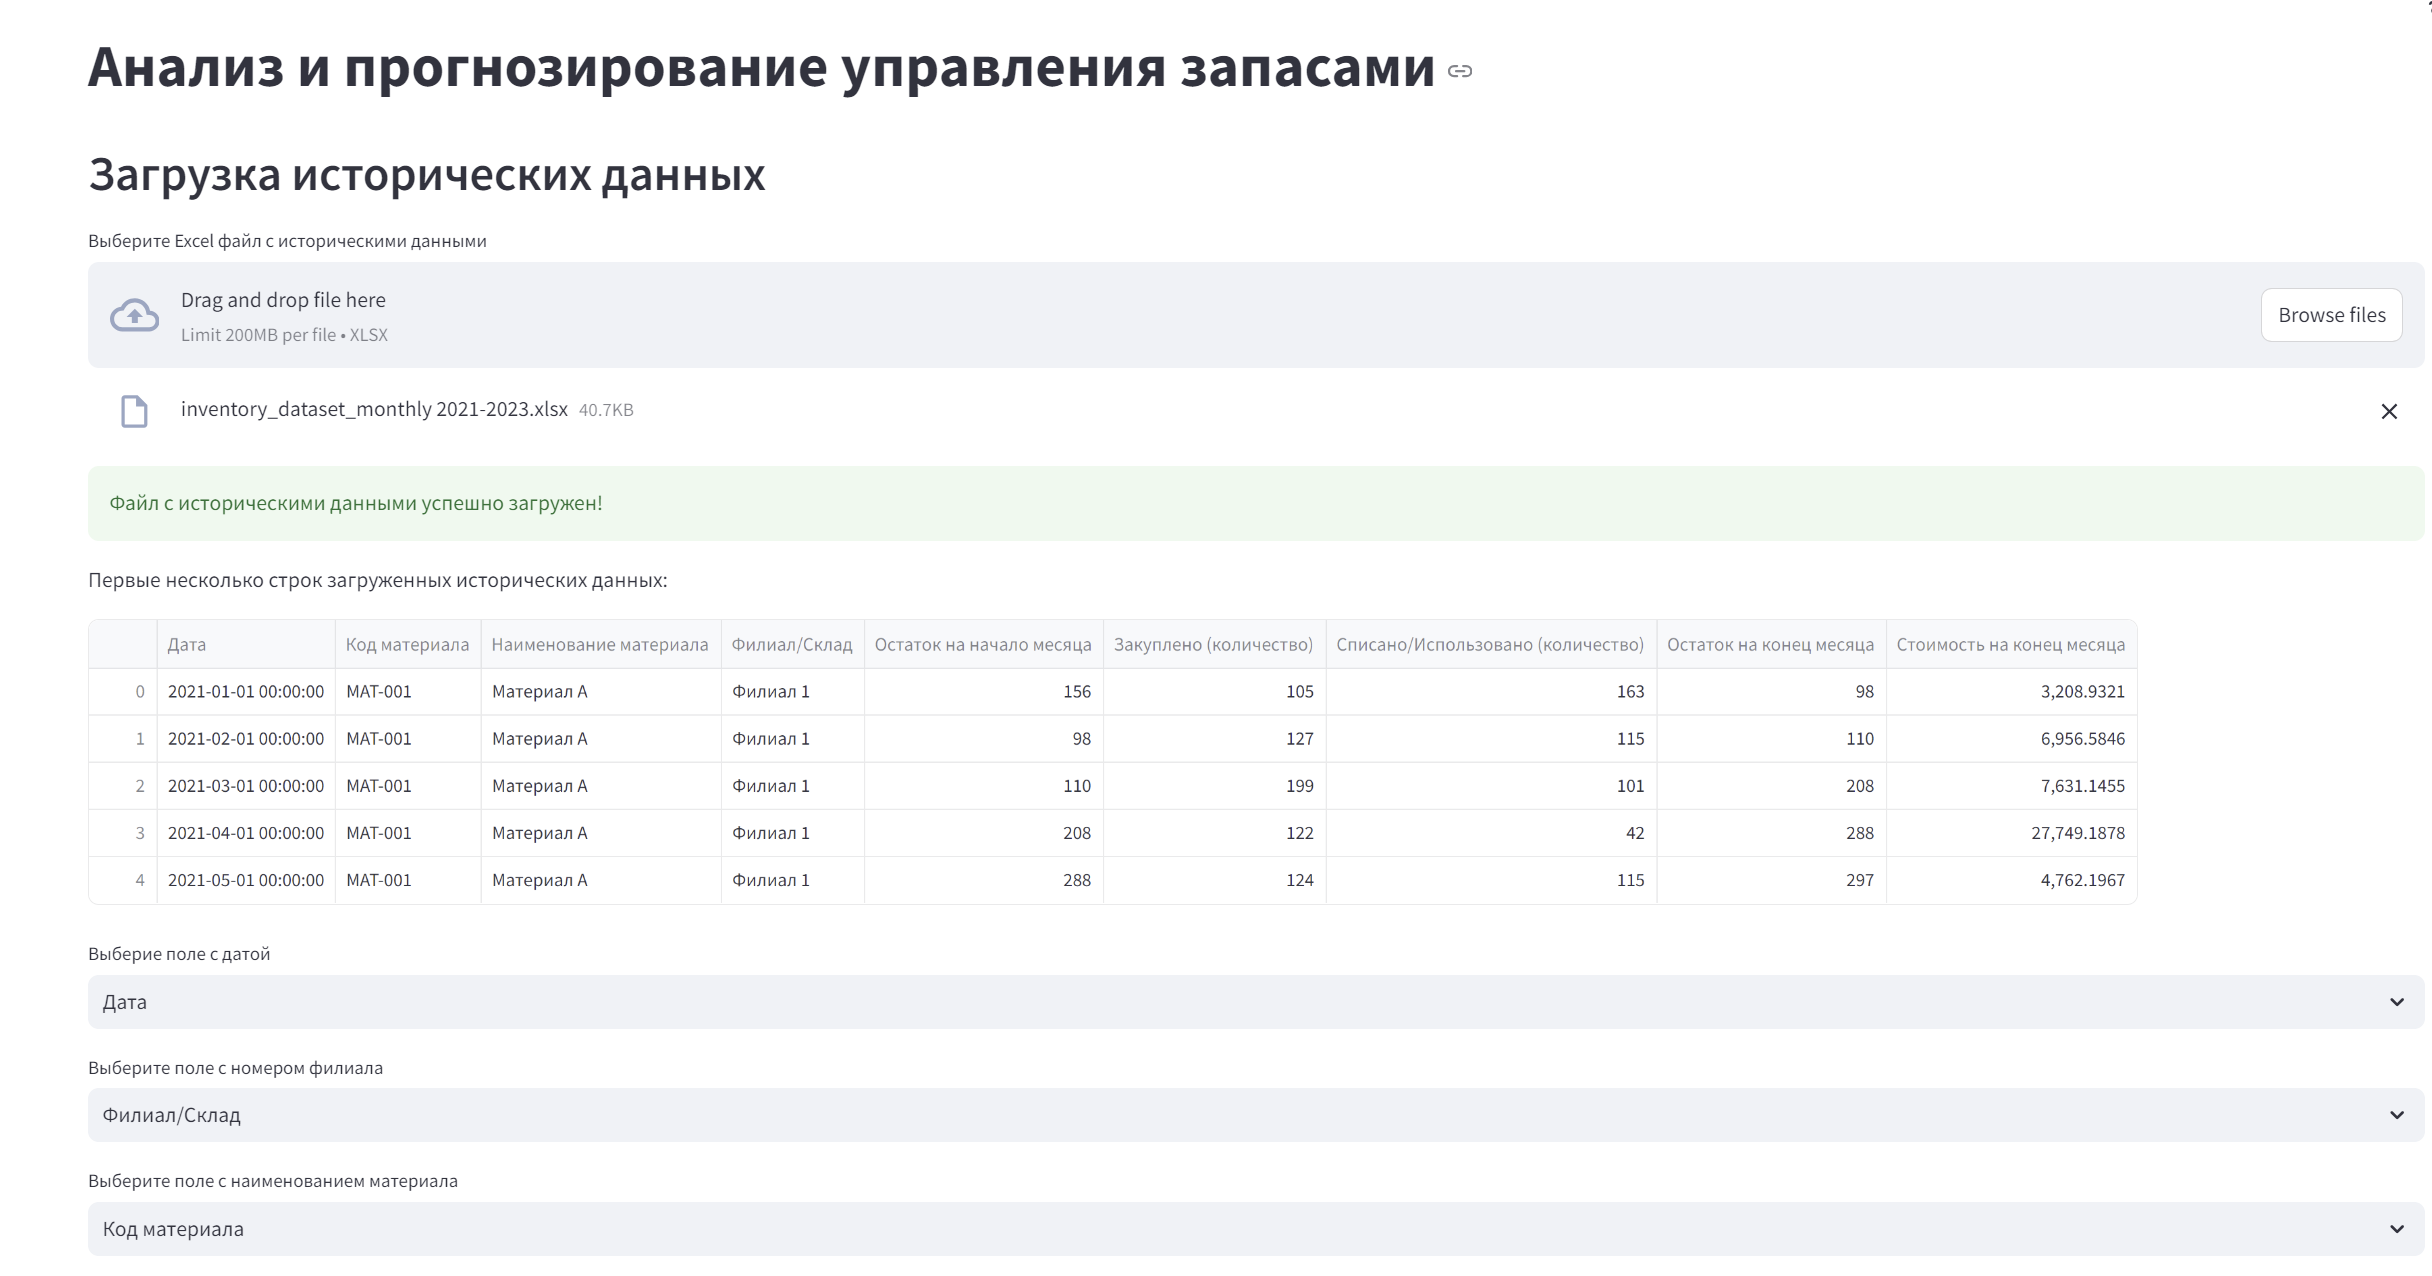 Анализ и прогнозирование управления запасами
Загрузка исторических данных
Выберите Excel файл с историческими данными
Drag and drop file here
Limit 200MB per file • XLSX
Browse files
inventory_dataset_monthly 2021-2023.xlsx 40.7KB
Файл с историческими данными успешно загружен!
Первые несколько строк загруженных исторических данных:
Дата Код материала Наименование материала Филиал/Склад Остаток на начало месяца Закуплено (количество) Списано/Использовано (количество) Остаток на конец месяца Стоимость на конец месяца
0 2021-01-01 00:00:00 МАТ-001 Материал А Филиал 1 156 105 163 98 3,208.9321
1 2021-02-01 00:00:00 МАТ-001 Материал А Филиал 1 98 127 115 110 6,956.5846
2 2021-03-01 00:00:00 МАТ-001 Материал А Филиал 1 110 199 101 208 7,631.1455
3 2021-04-01 00:00:00 МАТ-001 Материал А Филиал 1 208 122 42 288 27,749.1878
4 2021-05-01 00:00:00 МАТ-001 Материал А Филиал 1 288 124 115 297 4,762.1967
Выберие поле с датой
Дата
Выберите поле с номером филиала
Филиал/Склад
Выберите поле с наименованием материала
Код материала